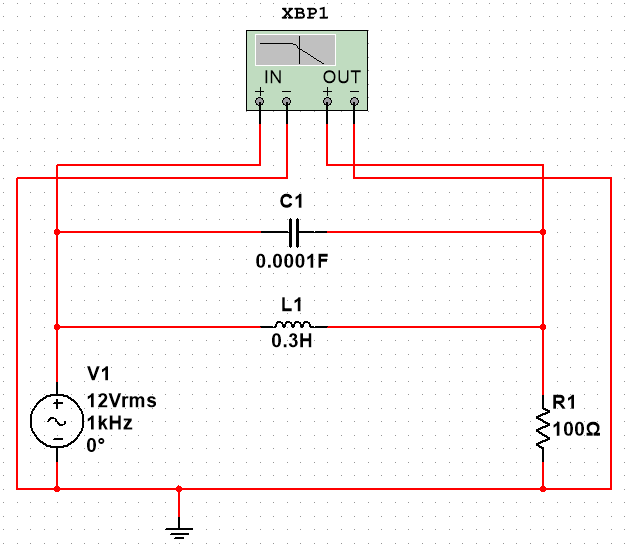 XBP1
IN OUT
+ − + −
C1
0.0001F
L1
0.3H
V1
12Vrms
1kHz
0°
R1
100Ω